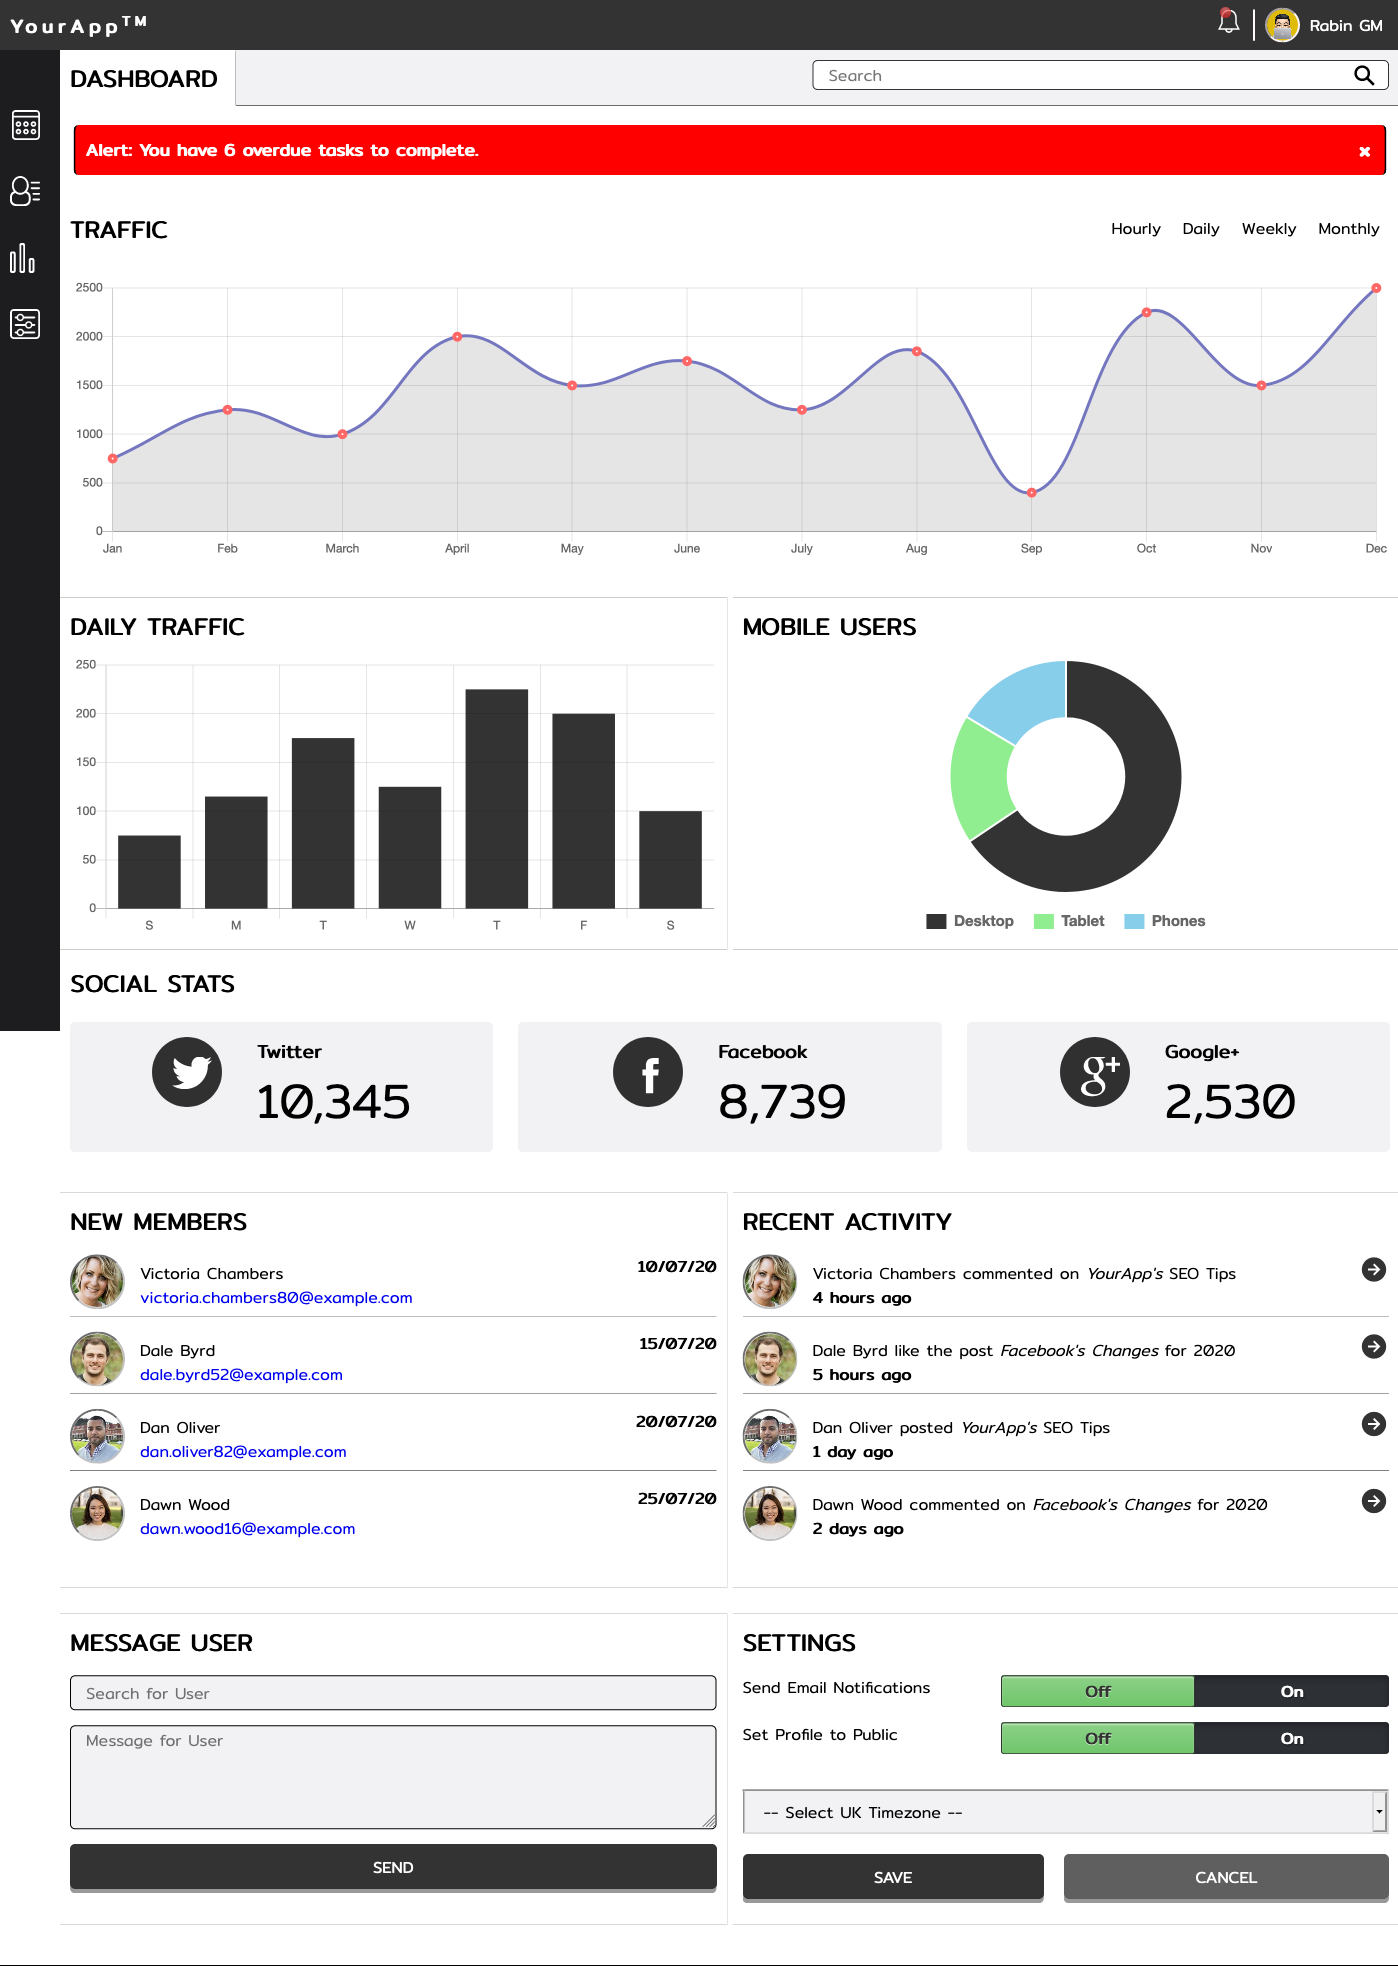 YourApp™
Rabin GM
DASHBOARD
Search
Alert: You have 6 overdue tasks to complete.
×
TRAFFIC
Hourly Daily Weekly Monthly
2500
2000
1500
1000
500
0
Jan Feb March April May June July Aug Sep Oct Nov Dec
DAILY TRAFFIC
250
200
150
100
50
0
S M T W T F S
MOBILE USERS
Desktop Tablet Phones
SOCIAL STATS
Twitter
10,345
f
Facebook
8,739
g+
Google+
2,530
NEW MEMBERS
Victoria Chambers
victoria.chambers80@example.com
10/07/20
Dale Byrd
dale.byrd52@example.com
15/07/20
Dan Oliver
dan.oliver82@example.com
20/07/20
Dawn Wood
dawn.wood16@example.com
25/07/20
RECENT ACTIVITY
Victoria Chambers commented on YourApp's SEO Tips
4 hours ago
Dale Byrd like the post Facebook's Changes for 2020
5 hours ago
Dan Oliver posted YourApp's SEO Tips
1 day ago
Dawn Wood commented on Facebook's Changes for 2020
2 days ago
MESSAGE USER
Search for User
Message for User
SEND
SETTINGS
Send Email Notifications
Off On
Set Profile to Public
Off On
-- Select UK Timezone --
SAVE
CANCEL